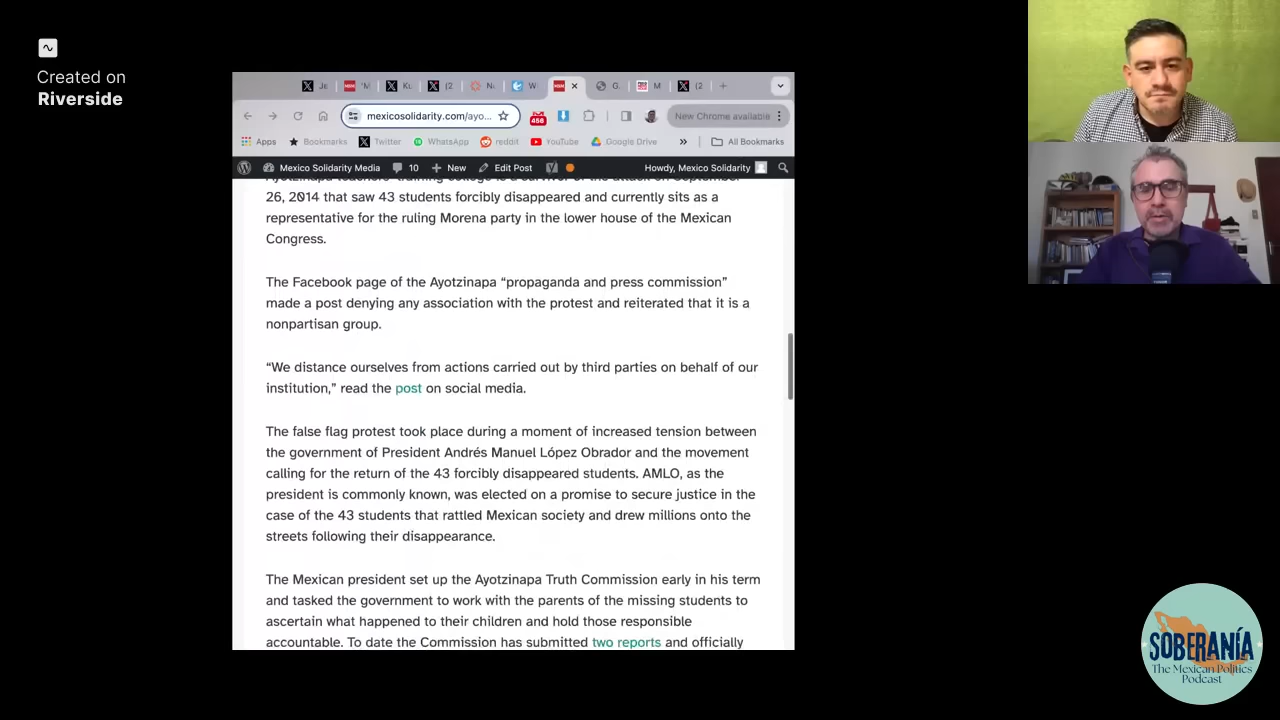 Created on
Riverside
Je
"M
Ku
(2
Nu
W
G.
M
(2
mexicosolidarity.com/ayo...
458
New Chrome available
Apps
Bookmarks
Twitter
WhatsApp
reddit
YouTube
Google Drive
»
All Bookmarks
Mexico Solidarity Media
10
New
Edit Post
Howdy, Mexico Solidarity
26, 2014 that saw 43 students forcibly disappeared and currently sits as a
representative for the ruling Morena party in the lower house of the Mexican
Congress.
The Facebook page of the Ayotzinapa “propaganda and press commission”
made a post denying any association with the protest and reiterated that it is a
nonpartisan group.
“We distance ourselves from actions carried out by third parties on behalf of our
institution,” read the post on social media.
The false flag protest took place during a moment of increased tension between
the government of President Andrés Manuel López Obrador and the movement
calling for the return of the 43 forcibly disappeared students. AMLO, as the
president is commonly known, was elected on a promise to secure justice in the
case of the 43 students that rattled Mexican society and drew millions onto the
streets following their disappearance.
The Mexican president set up the Ayotzinapa Truth Commission early in his term
and tasked the government to work with the parents of the missing students to
ascertain what happened to their children and hold those responsible
accountable. To date the Commission has submitted two reports and officially
SOBERANÍA
The Mexican Politics
Podcast